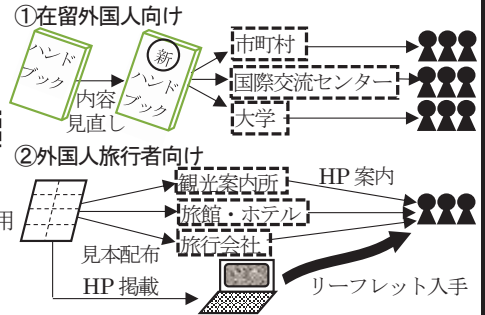 ①在留外国人向け
ハンド
ブック
内容
見直し
新
ハンド
ブック
市町村
国際交流センター
大学
②外国人旅行者向け
用
観光案内所
旅館・ホテル
旅行会社
HP 案内
見本配布
HP 掲載
リーフレット入手